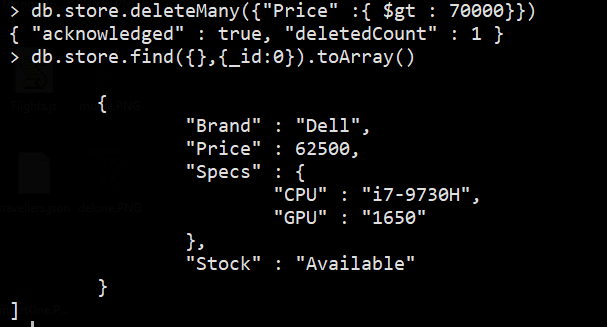 > db.store.deleteMany({"Price" :{ $gt : 70000}})
{ "acknowledged" : true, "deletedCount" : 1 }
> db.store.find({},{_id:0}).toArray()
{
"Brand" : "Dell",
"Price" : 62500,
"Specs" : {
"CPU" : "i7-9730H",
"GPU" : "1650"
},
"Stock" : "Available"
}
]